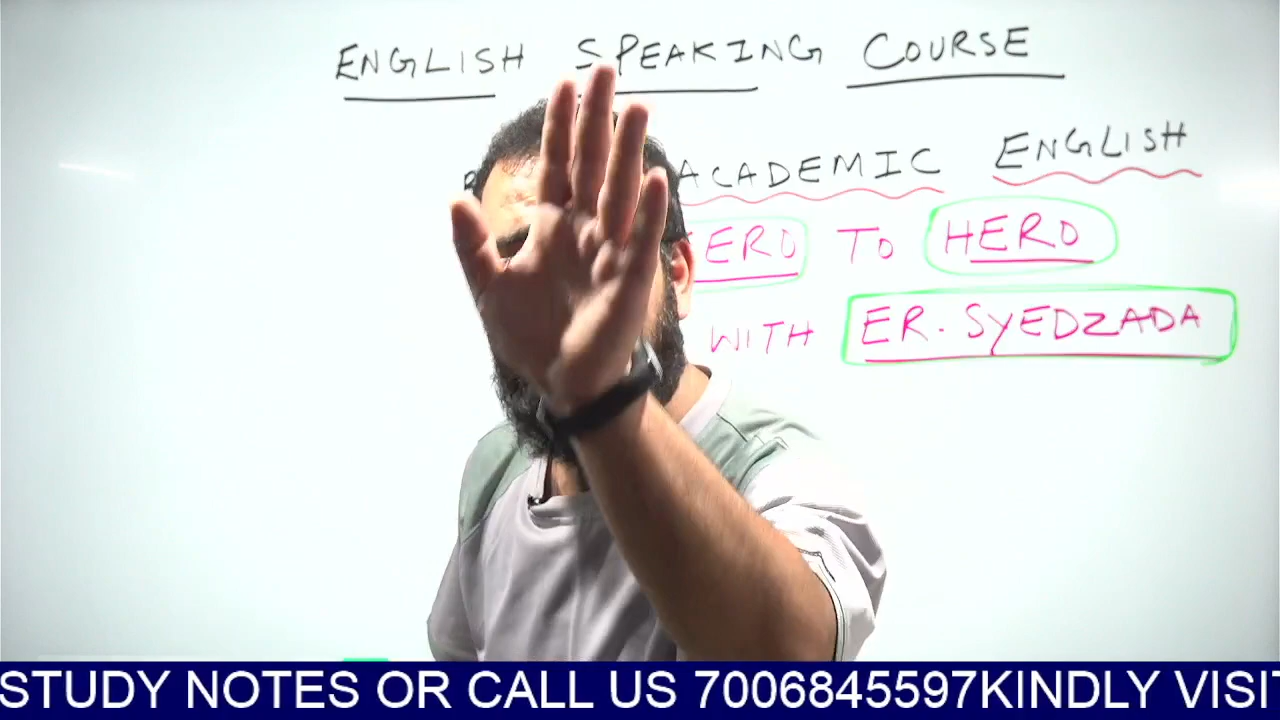 ENGLISH SPEAKING COURSE
ACADEMIC ENGLISH
ERO TO HERO
WITH ER. SYEDZADA
STUDY NOTES OR CALL US 7006845597KINDLY VISIT